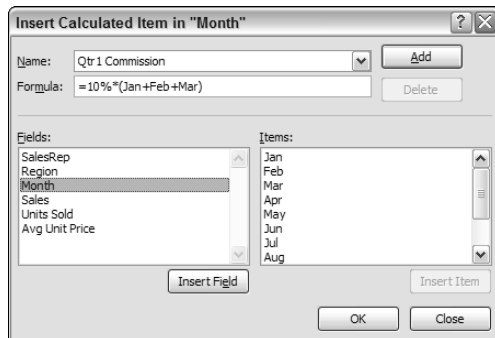 Insert Calculated Item in "Month"
Name: Qtr1 Commission Add
Formula: =10%*(Jan+Feb+Mar) Delete
Fields: Items:
SalesRep Jan
Region Feb
Month Mar
Sales Apr
Units Sold May
Avg Unit Price Jun
Jul
Aug
Insert Field Insert Item
OK Close